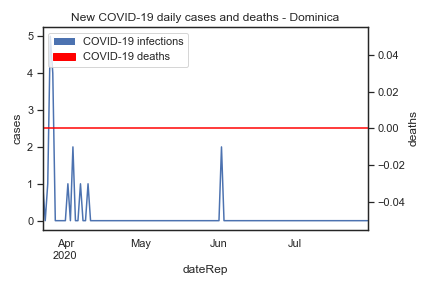 New COVID-19 daily cases and deaths - Dominica
COVID-19 infections
COVID-19 deaths
5
4
3
2
1
0
cases
0.04
0.02
0.00
−0.02
−0.04
deaths
Apr
2020
May
Jun
Jul
dateRep